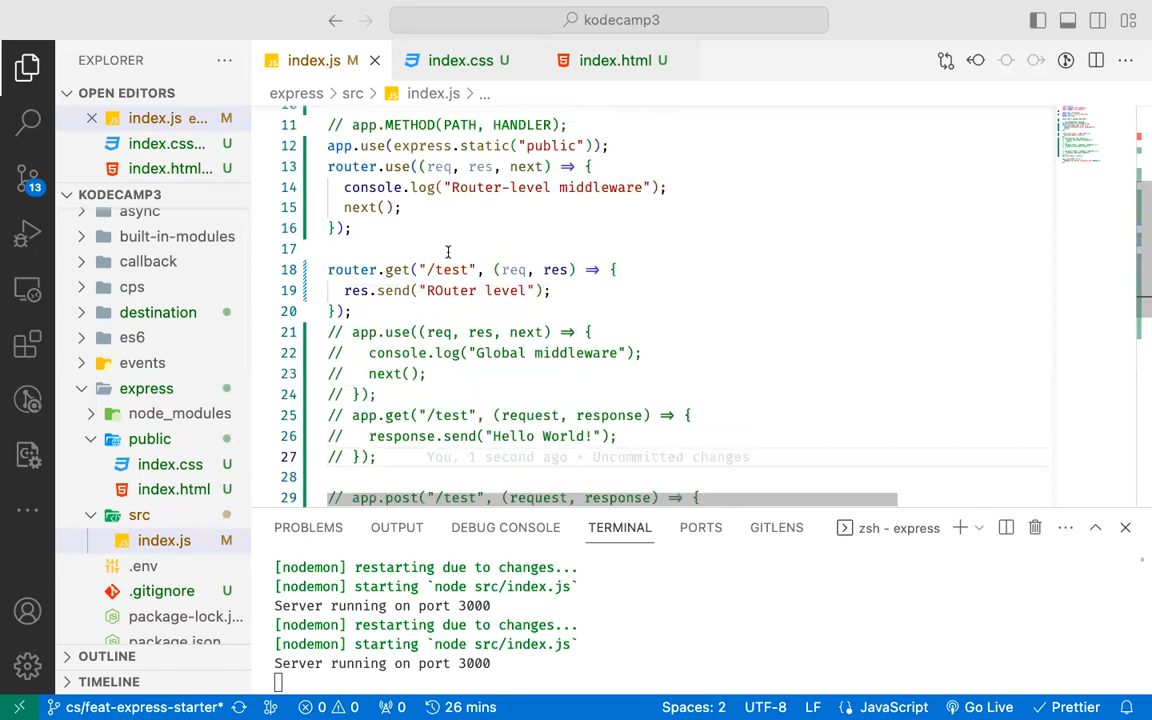 kodecamp3
EXPLORER
index.js M
index.css U
index.html U
OPEN EDITORS
express > src > index.js > ...
index.js e... M
index.css... U
index.html... U
KODECAMP3
async
built-in-modules
callback
cps
destination
es6
events
express
node_modules
public
index.css U
index.html U
src
index.js M
.env
.gitignore U
package-lock.j...
package.json
OUTLINE
TIMELINE
11 // app.METHOD(PATH, HANDLER);
12 app.use(express.static("public"));
13 router.use((req, res, next) => {
14 console.log("Router-level middleware");
15 next();
16 });
17
18 router.get("/test", (req, res) => {
19 res.send("ROuter level");
20 });
21 // app.use((req, res, next) => {
22 // console.log("Global middleware");
23 // next();
24 // });
25 // app.get("/test", (request, response) => {
26 // response.send("Hello World!");
27 // }); You, 1 second ago • Uncommitted changes
28
29 // app.post("/test", (request, response) => {
PROBLEMS OUTPUT DEBUG CONSOLE TERMINAL PORTS GITLENS zsh - express
[nodemon] restarting due to changes...
[nodemon] starting `node src/index.js`
Server running on port 3000
[nodemon] restarting due to changes...
[nodemon] starting `node src/index.js`
Server running on port 3000
13
cs/feat-express-starter* 0 0 0 26 mins Spaces: 2 UTF-8 LF JavaScript Go Live Prettier